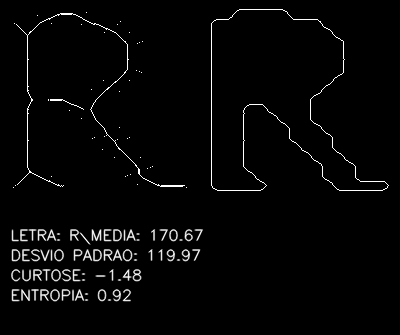 R R
LETRA: R\MEDIA: 170.67
DESVIO PADRAO: 119.97
CURTOSE: -1.48
ENTROPIA: 0.92